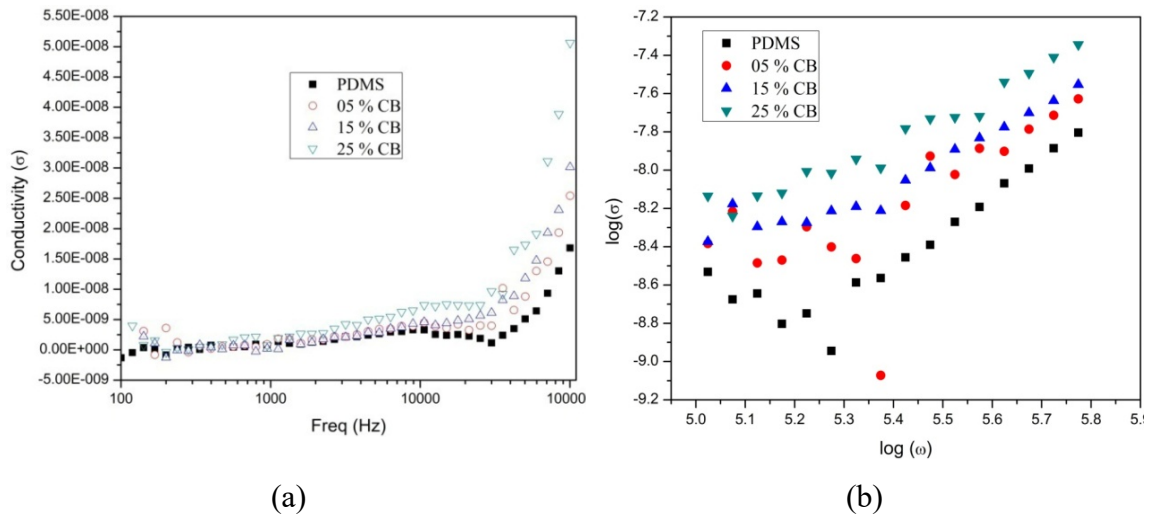 5.50E-008
5.00E-008
4.50E-008
4.00E-008
3.50E-008
3.00E-008
2.50E-008
2.00E-008
1.50E-008
1.00E-008
5.00E-009
0.00E+000
-5.00E-009
Conductivity (σ)
PDMS
05 % CB
15 % CB
25 % CB
100 1000 10000 10000
Freq (Hz)
(a)
-7.2
-7.4
-7.6
-7.8
-8.0
-8.2
-8.4
-8.6
-8.8
-9.0
-9.2
log(σ)
PDMS
05 % CB
15 % CB
25 % CB
5.0 5.1 5.2 5.3 5.4 5.5 5.6 5.7 5.8
log (ω)
(b)